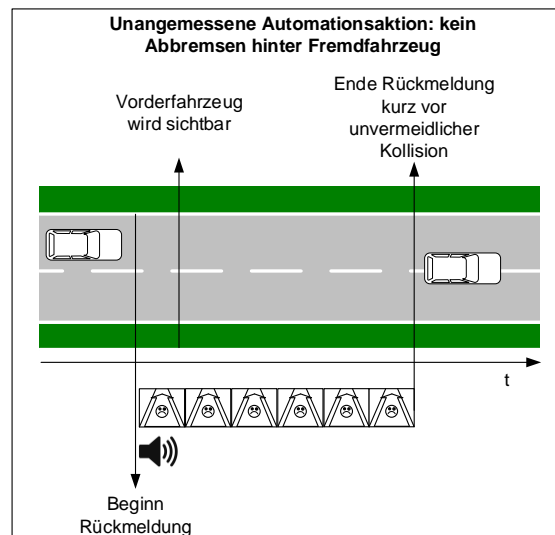 Unangemessene Automationsaktion: kein
Abbremsen hinter Fremdfahrzeug
Vorderfahrzeug
wird sichtbar
Ende Rückmeldung
kurz vor
unvermeidlicher
Kollision
t
Beginn
Rückmeldung